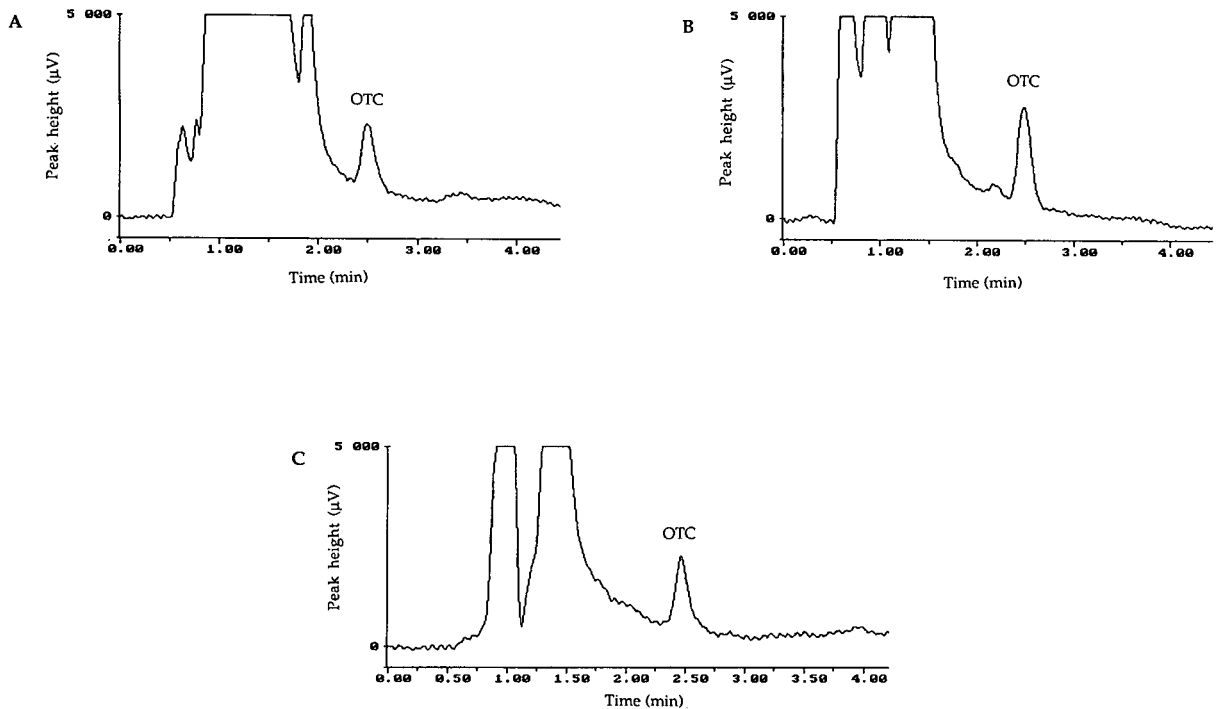 A
5 000
Peak height (µV)
OTC
0
0.00 1.00 2.00 3.00 4.00
Time (min)
B
5 000
Peak height (µV)
OTC
0
0.00 1.00 2.00 3.00 4.00
Time (min)
C
5 000
Peak height (µV)
OTC
0
0.00 0.50 1.00 1.50 2.00 2.50 3.00 3.50 4.00
Time (min)